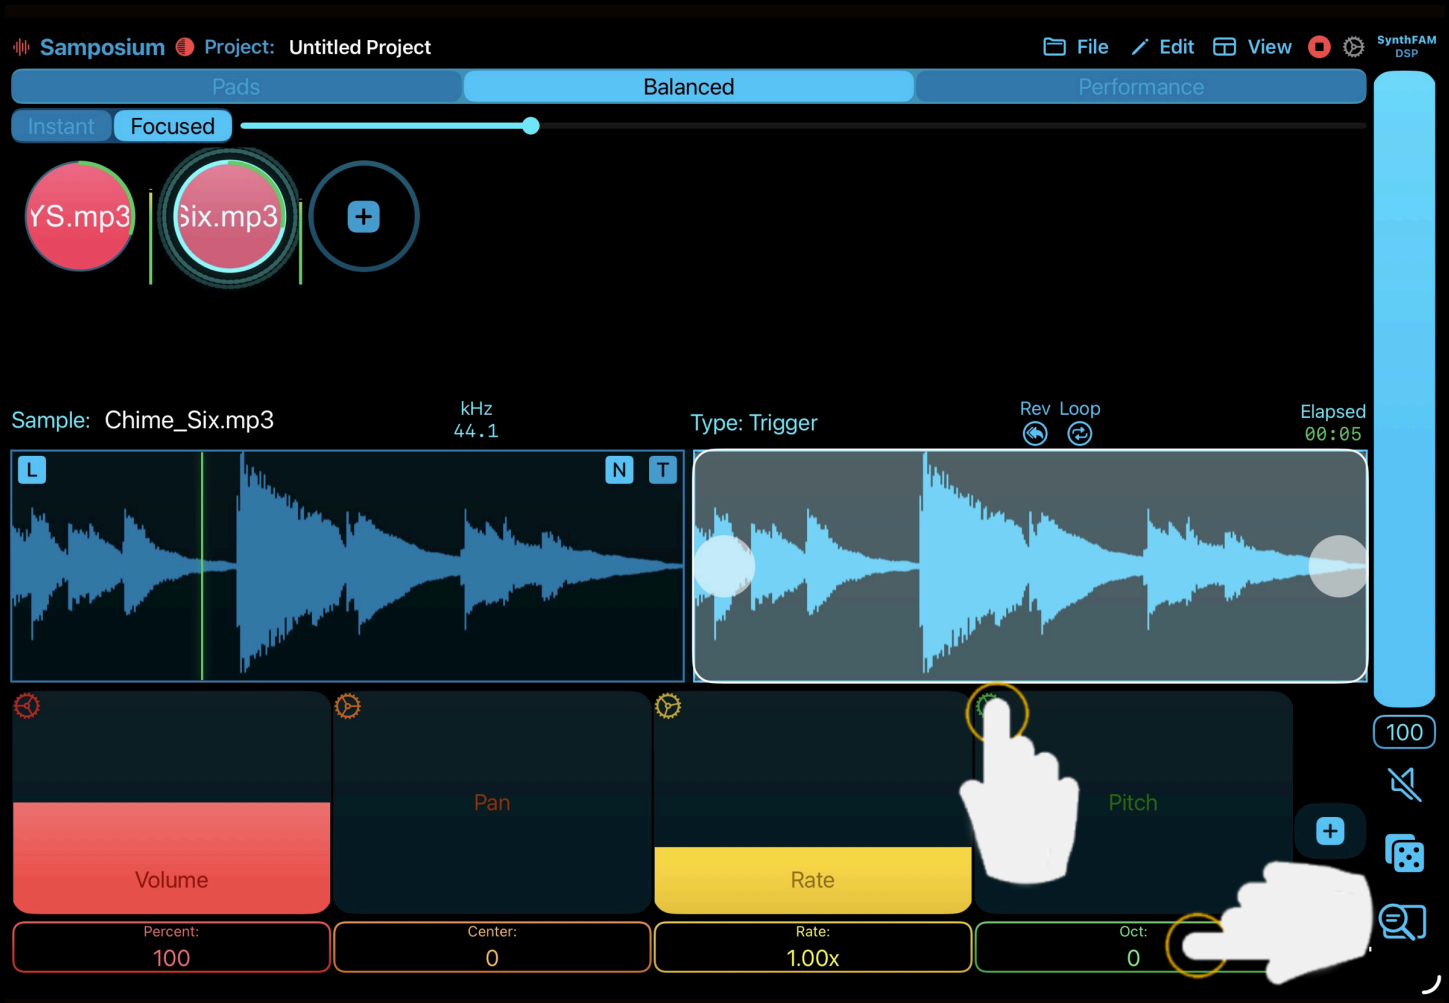 Samposium Project: Untitled Project
File Edit View SynthFAM
DSP
Pads Balanced Performance
Instant Focused
YS.mp3 Six.mp3
Sample: Chime_Six.mp3 kHz
44.1
Type: Trigger Rev Loop Elapsed
00:05
L N T
Pan Pitch
Volume Rate
100
Percent: Center: Rate: Oct:
100 0 1.00x 0